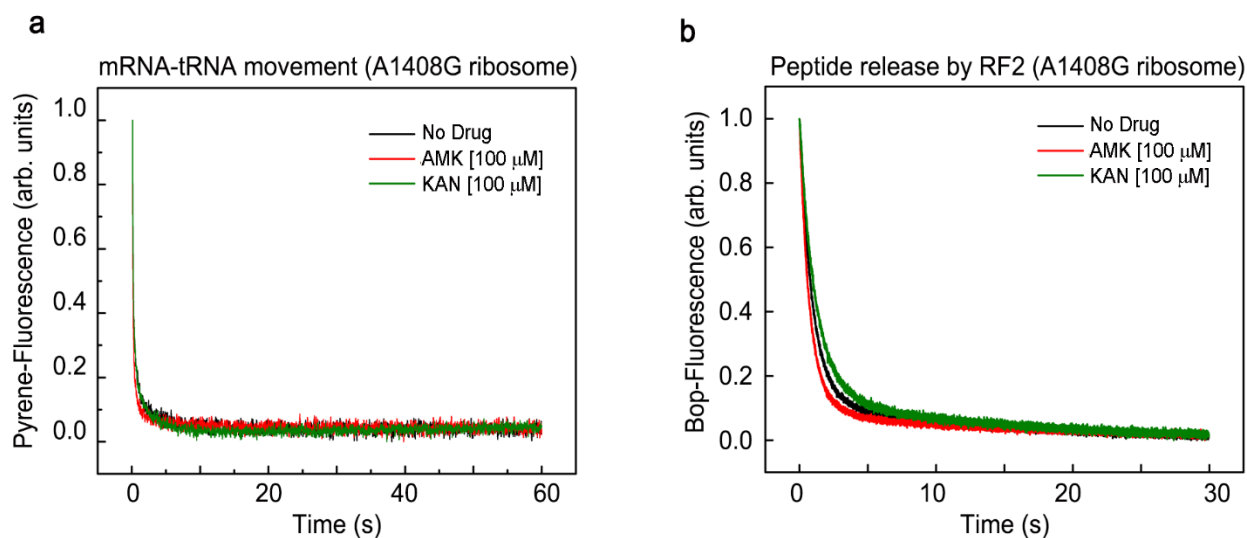 a
mRNA-tRNA movement (A1408G ribosome)
Pyrene-Fluorescence (arb. units)
1.0
0.8
0.6
0.4
0.2
0.0
No Drug
AMK [100 μM]
KAN [100 μM]
0
20
40
60
Time (s)
b
Peptide release by RF2 (A1408G ribosome)
Bop-Fluorescence (arb. units)
1.0
0.8
0.6
0.4
0.2
0.0
No Drug
AMK [100 μM]
KAN [100 μM]
0
10
20
30
Time (s)